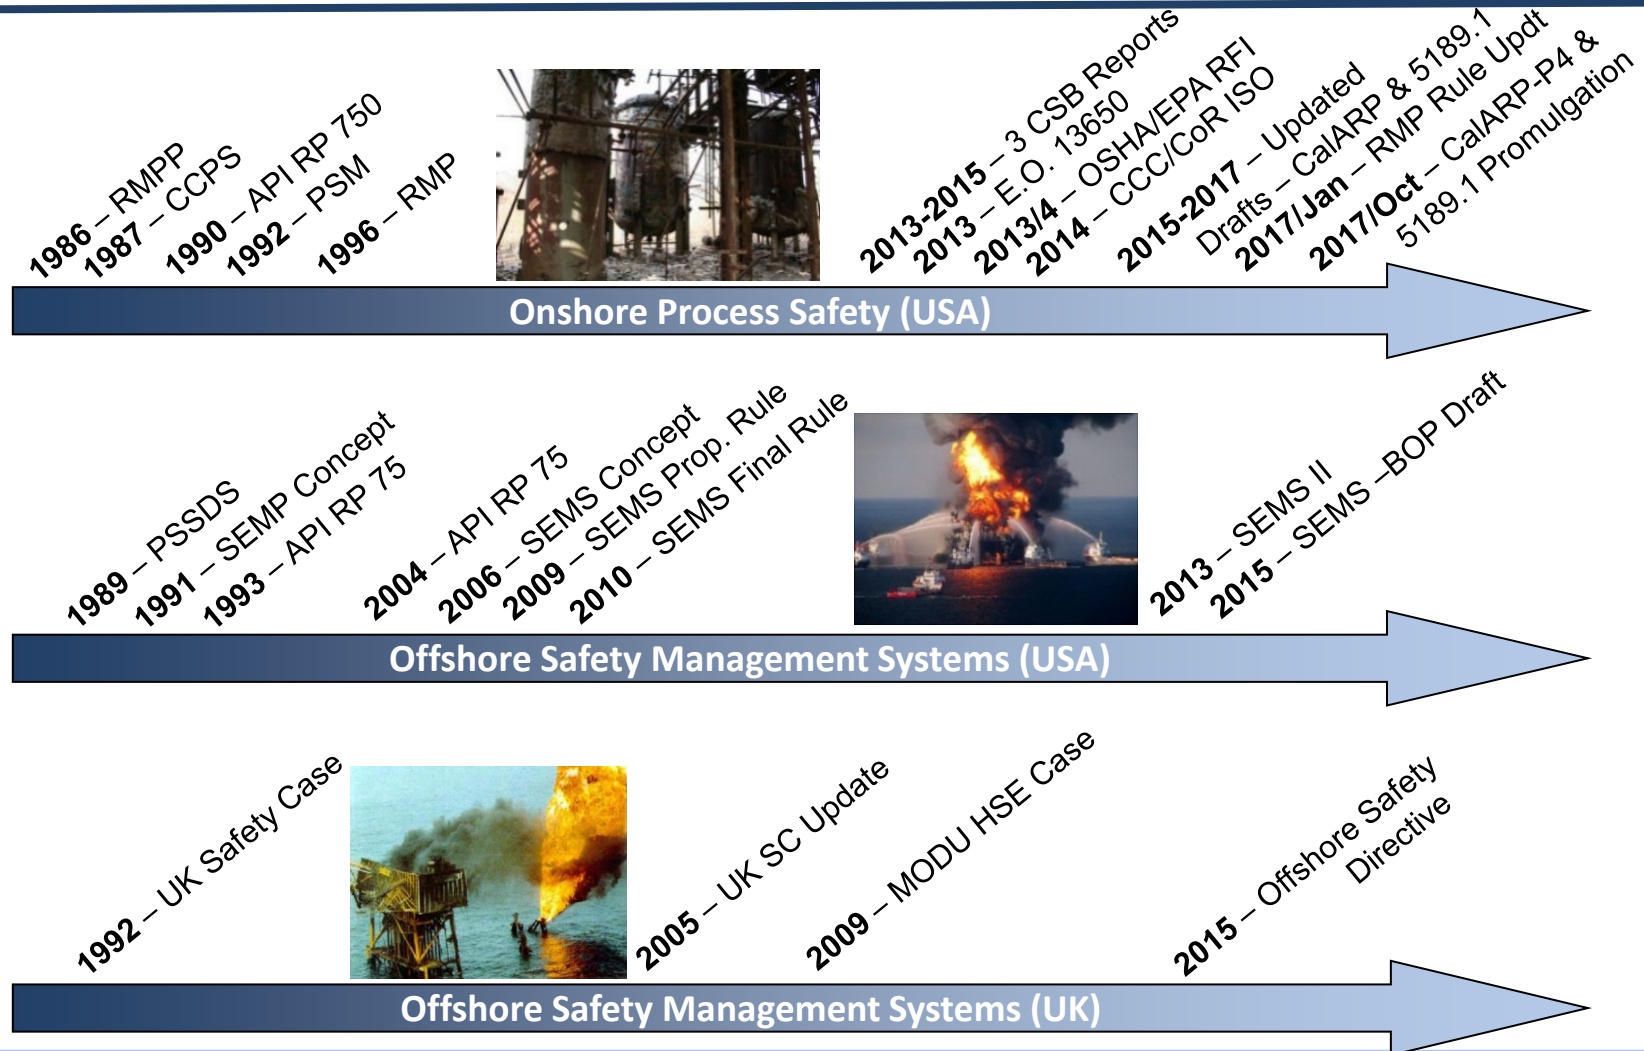 1986 – RMPP
1987 – CCPS
1990 – API RP 750
1992 – PSM
1996 – RMP
2013-2015 – 3 CSB Reports
2013 – E.O. 13650
2013/4 – OSHA/EPA RFI
2014 – CCC/CoR ISO
2015-2017 – Updated
Drafts – CalARP & 5189.1
2017/Jan – RMP Rule Updt
2017/Oct – CalARP-P4 &
5189.1 Promulgation
Onshore Process Safety (USA)
1989 – PSSDS
1991 – SEMP Concept
1993 – API RP 75
2004 – API RP 75
2006 – SEMS Concept
2009 – SEMS Prop. Rule
2010 – SEMS Final Rule
2013 – SEMS II
2015 – SEMS –BOP Draft
Offshore Safety Management Systems (USA)
1992 – UK Safety Case
2005 – UK SC Update
2009 – MODU HSE Case
2015 – Offshore Safety
Directive
Offshore Safety Management Systems (UK)